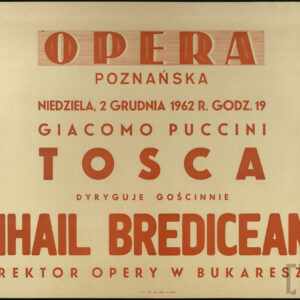 OPERA
POZNAŃSKA
NIEDZIELA, 2 GRUDNIA 1962 R. GODZ. 19
GIACOMO PUCCINI
TOSCA
DYRYGUJE GOŚCINNIE
IHAIL BREDICEAN
REKTOR OPERY W BUKARESZ